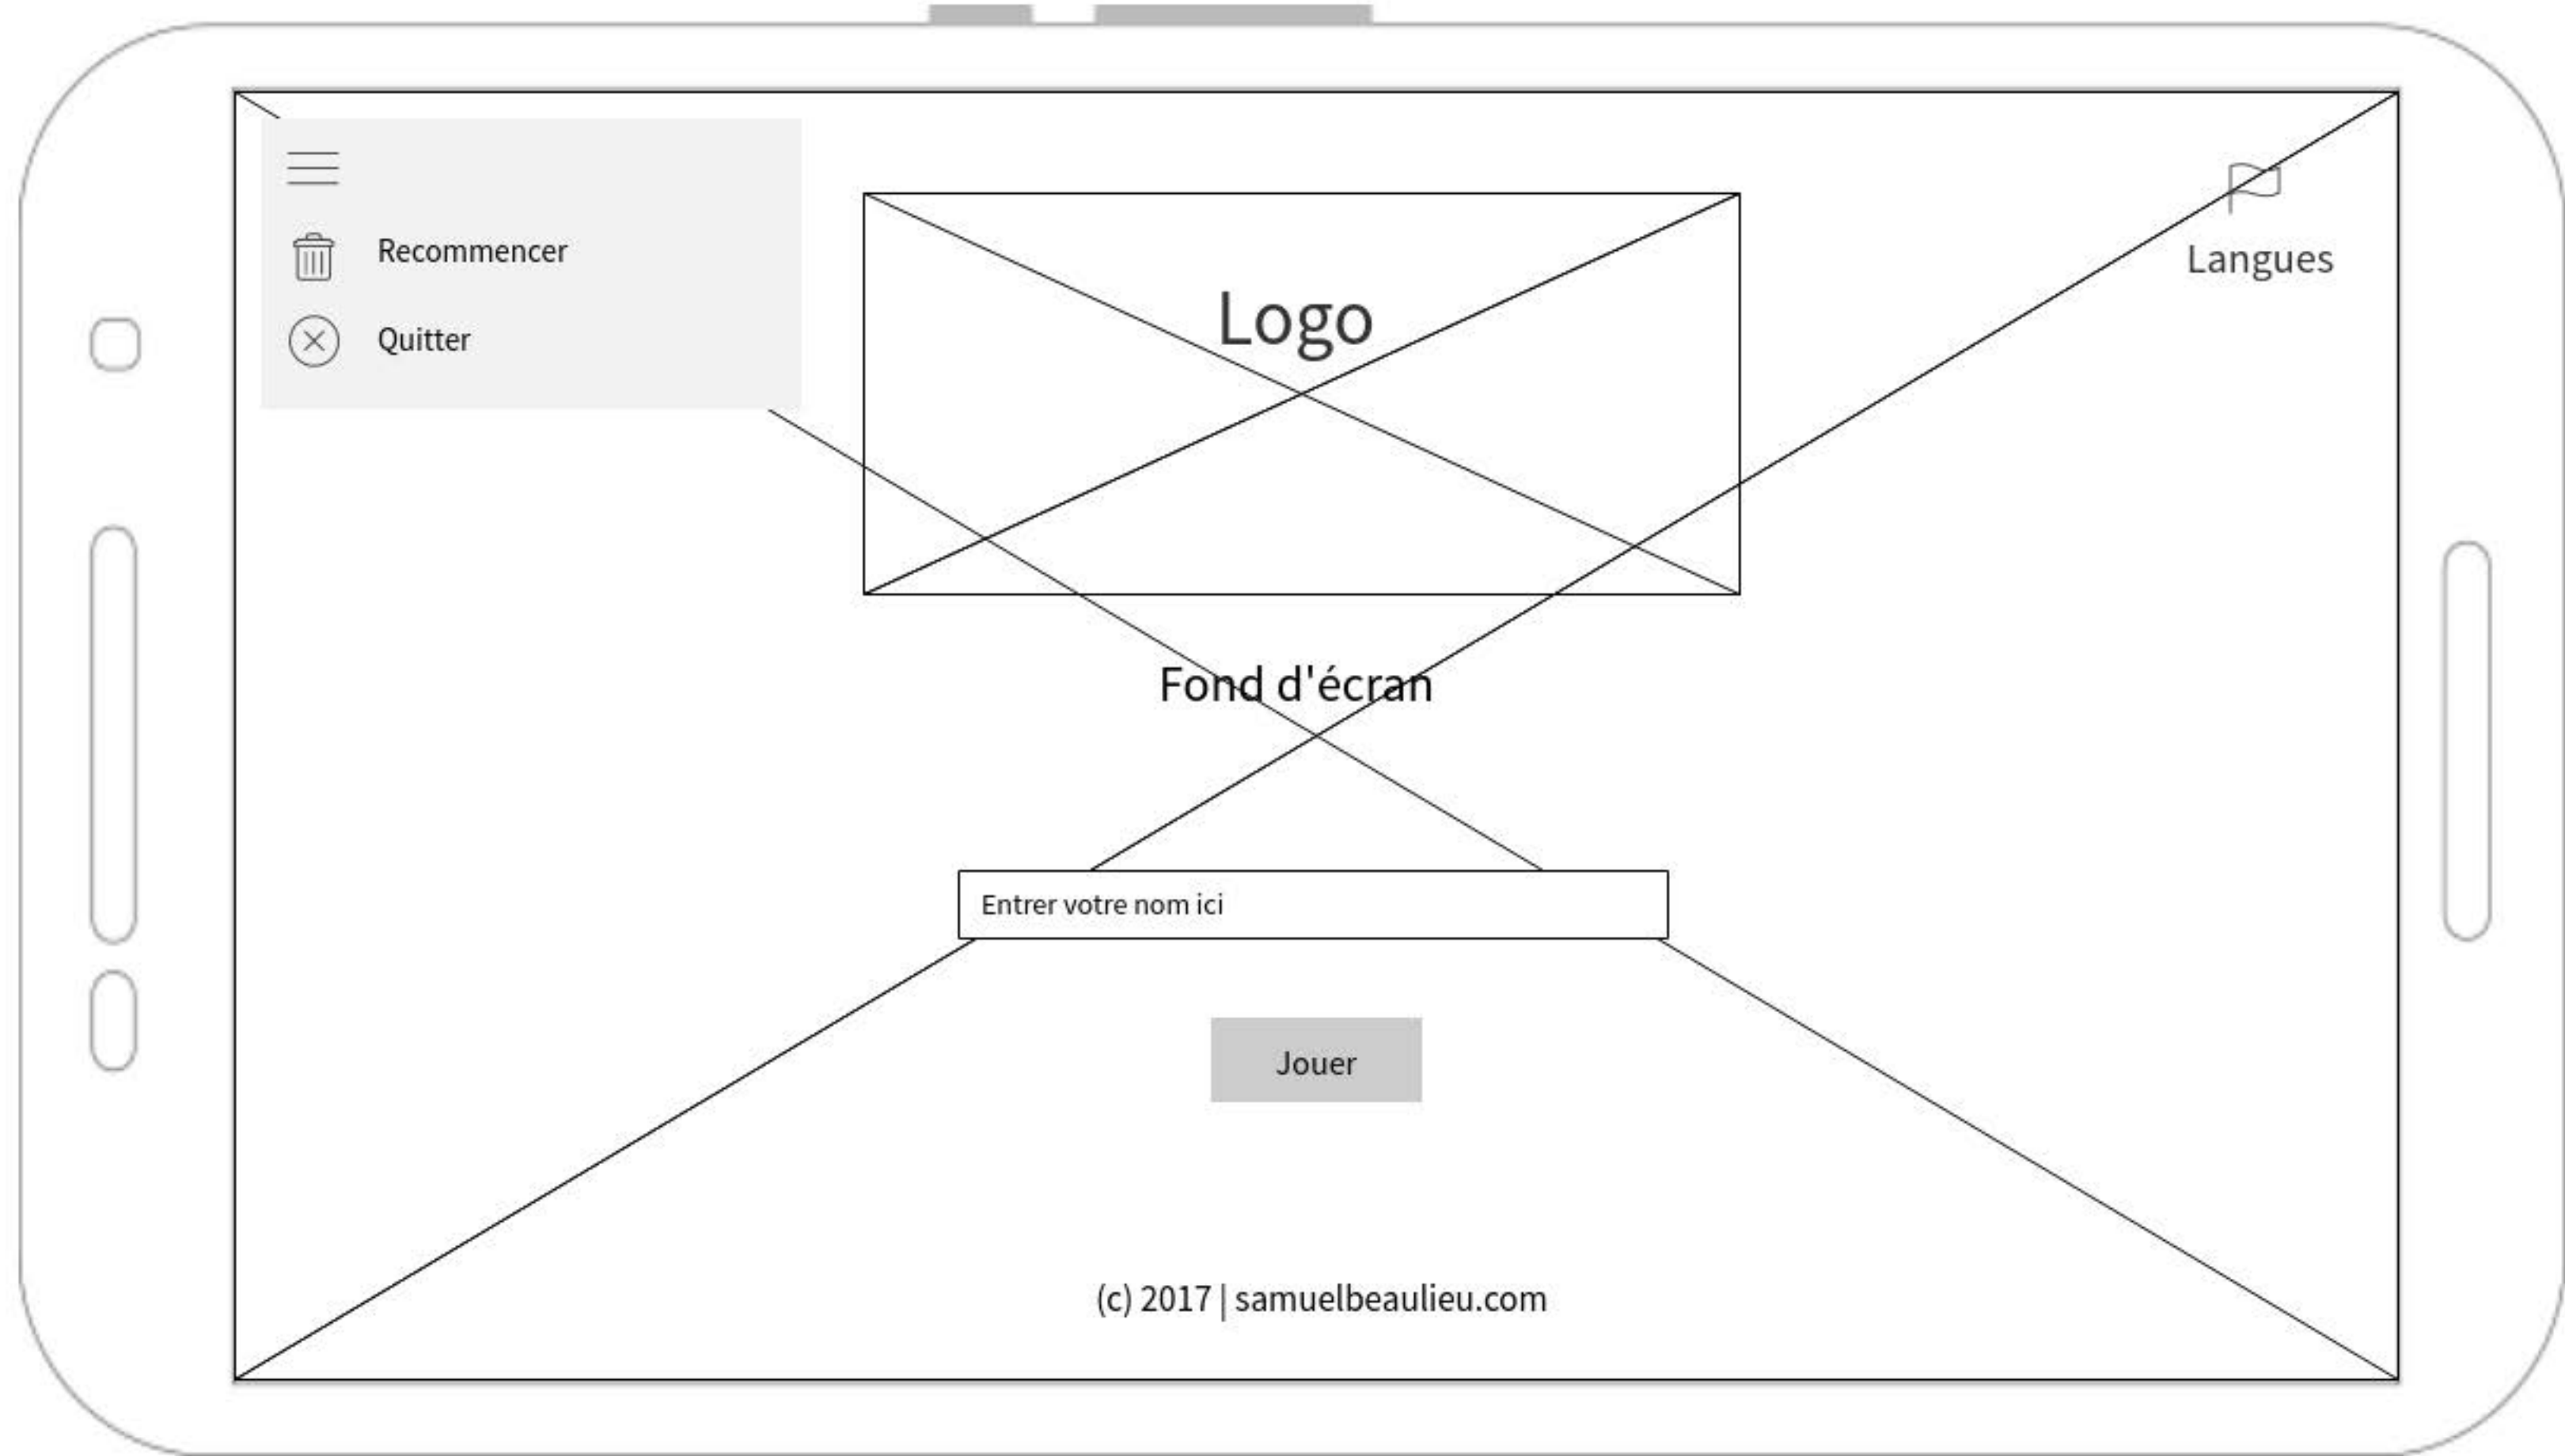 Recommencer
Quitter
Langues
Logo
Fond d'écran
Entrer votre nom ici
Jouer
(c) 2017 | samuelbeaulieu.com